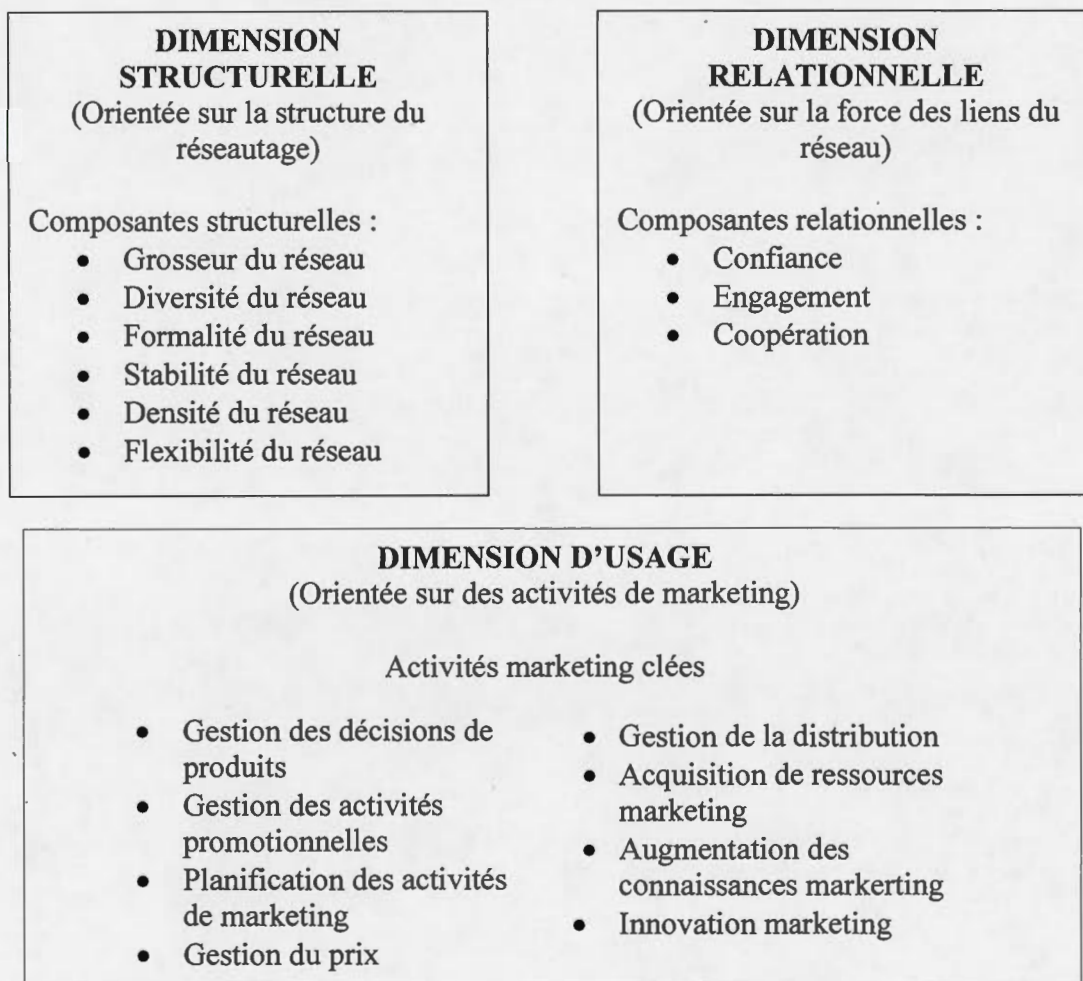 DIMENSION
STRUCTURELLE
(Orientée sur la structure du
réseautage)
Composantes structurelles :
• Grosseur du réseau
• Diversité du réseau
• Formalité du réseau
• Stabilité du réseau
• Densité du réseau
• Flexibilité du réseau
DIMENSION
RELATIONNELLE
(Orientée sur la force des liens du
réseau)
Composantes relationnelles :
• Confiance
• Engagement
• Coopération
DIMENSION D'USAGE
(Orientée sur des activités de marketing)
Activités marketing clées
• Gestion des décisions de
produits
• Gestion des activités
promotionnelles
• Planification des activités
de marketing
• Gestion du prix
• Gestion de la distribution
• Acquisition de ressources
marketing
• Augmentation des
connaissances markerting
• Innovation marketing